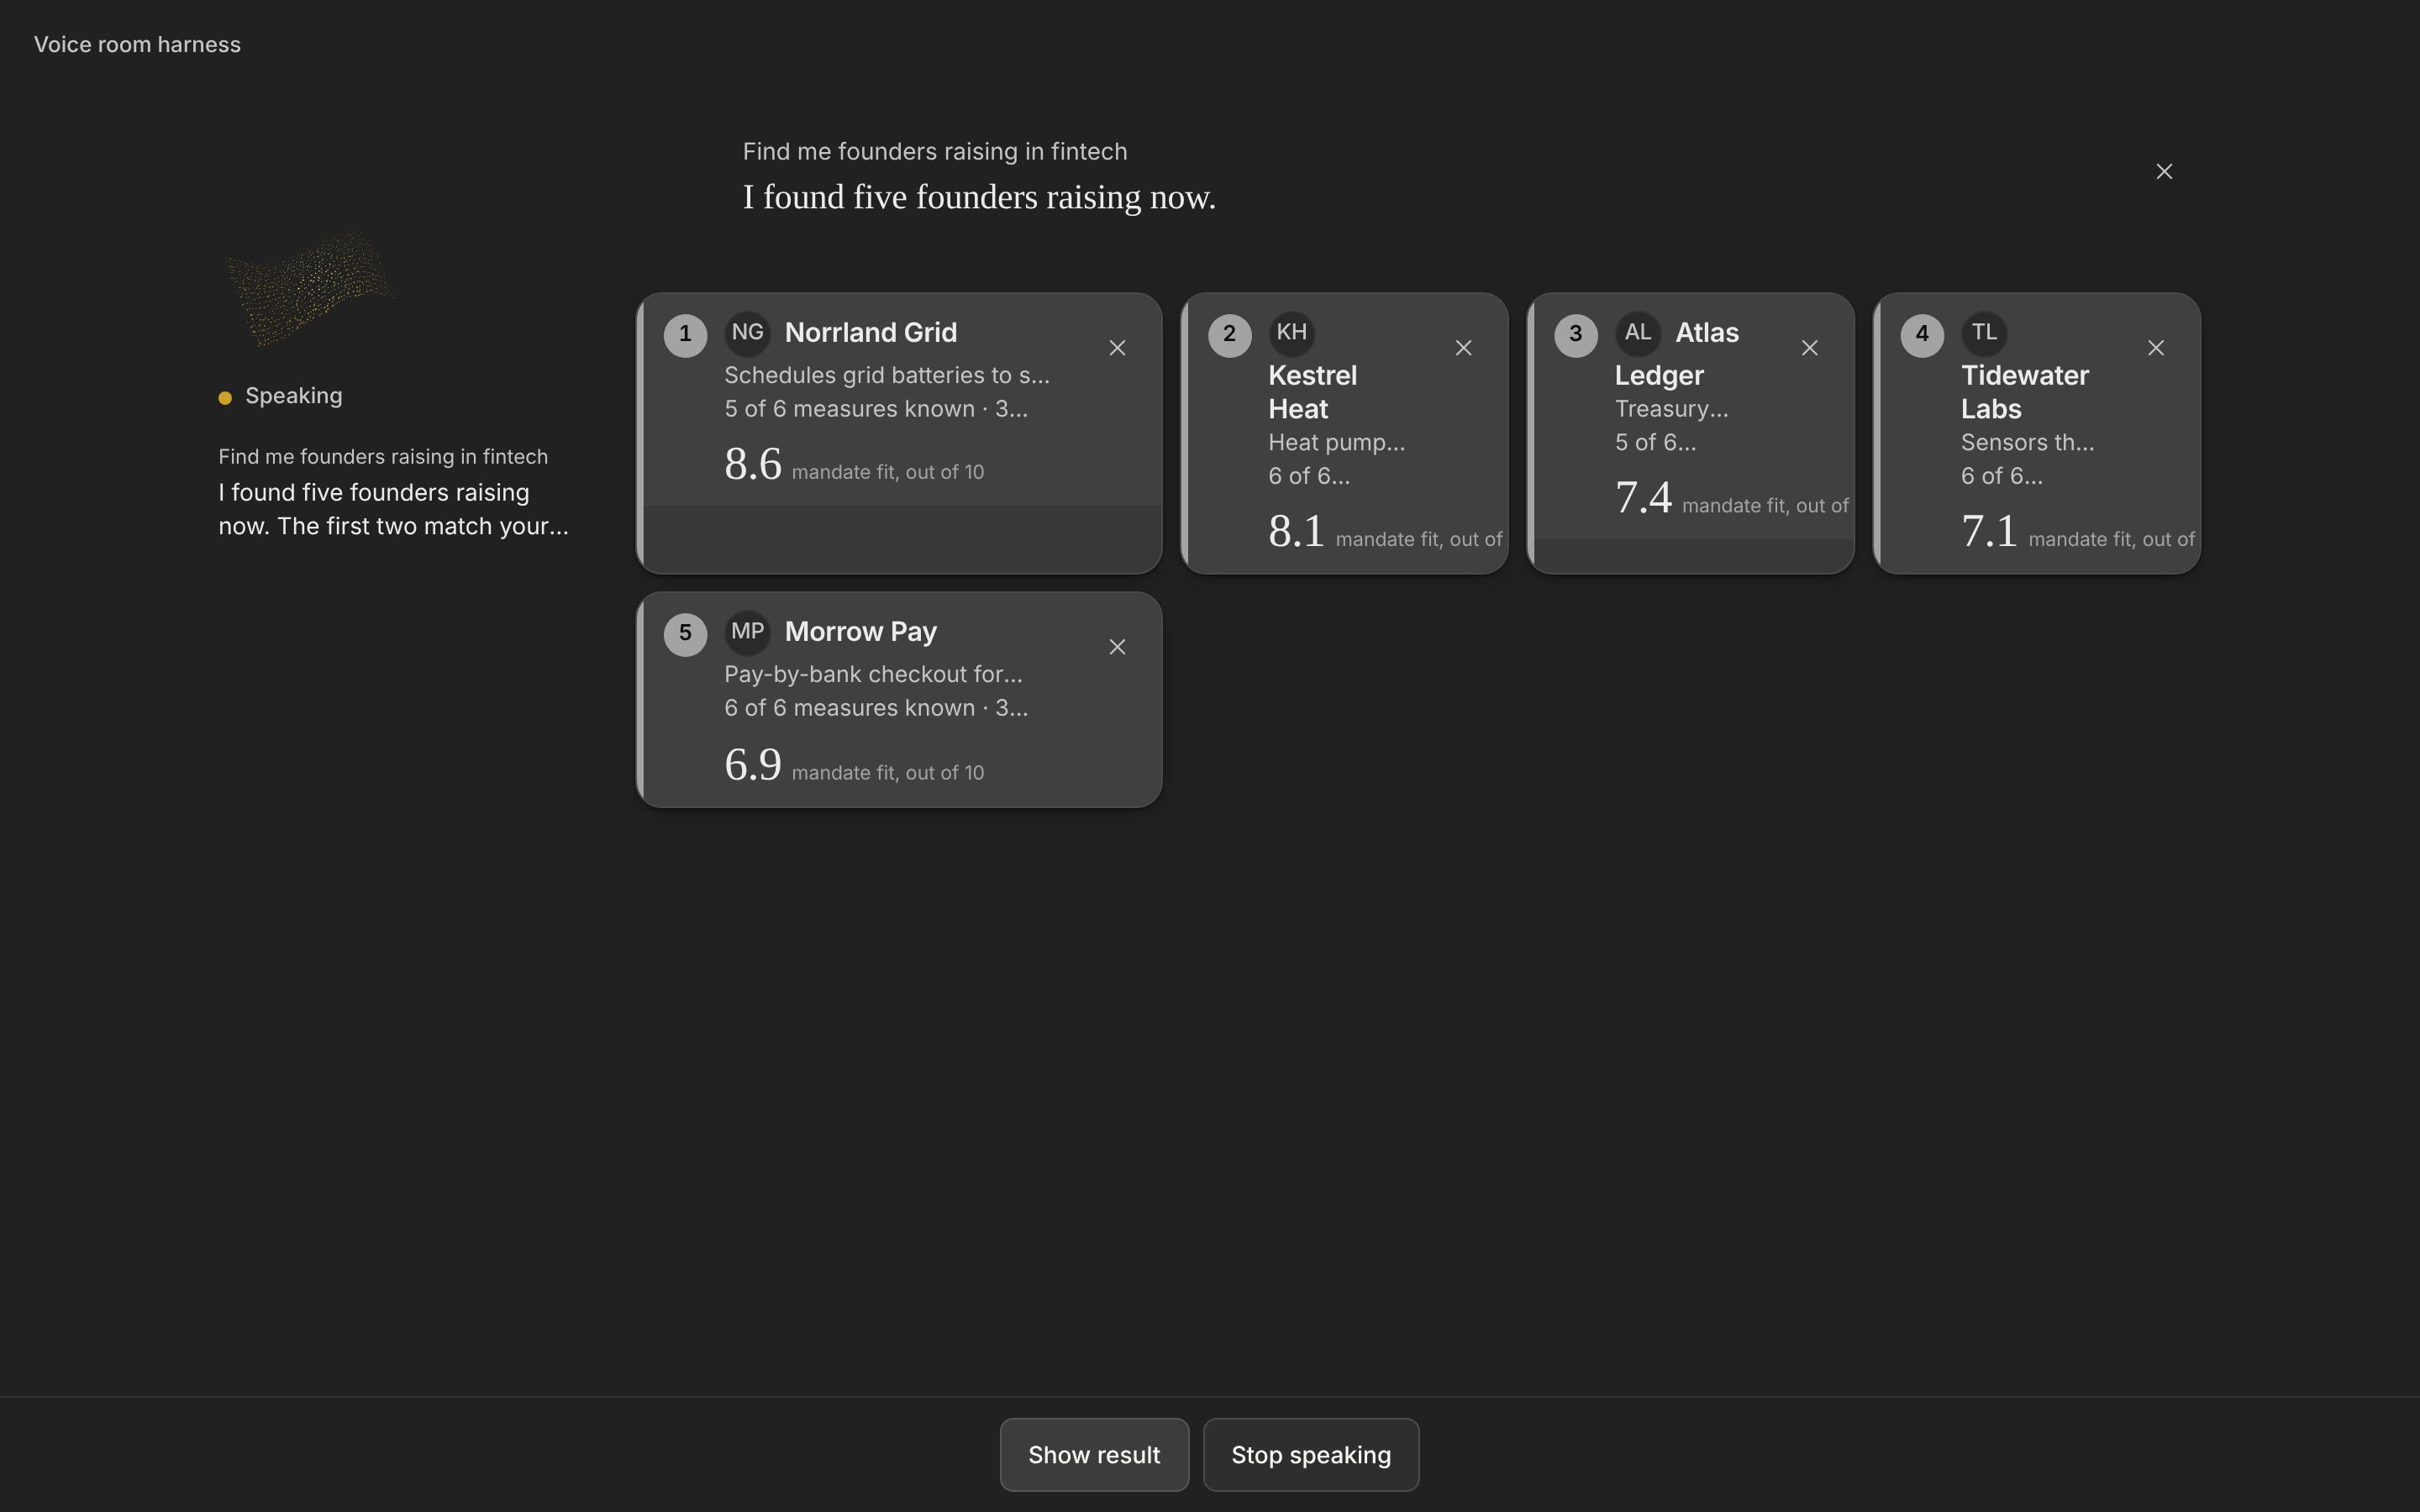 Voice room harness
Find me founders raising in fintech
I found five founders raising now.
Speaking
Find me founders raising in fintech
I found five founders raising
now. The first two match your...
1
NG Norrland Grid
Schedules grid batteries to s...
5 of 6 measures known · 3...
8.6 mandate fit, out of 10
2
KH
Kestrel
Heat
Heat pump...
6 of 6...
8.1 mandate fit, out of
3
AL Atlas
Ledger
Treasury...
5 of 6...
7.4 mandate fit, out of
4
TL
Tidewater
Labs
Sensors th...
6 of 6...
7.1 mandate fit, out of
5
MP Morrow Pay
Pay-by-bank checkout for...
6 of 6 measures known · 3...
6.9 mandate fit, out of 10
Show result
Stop speaking